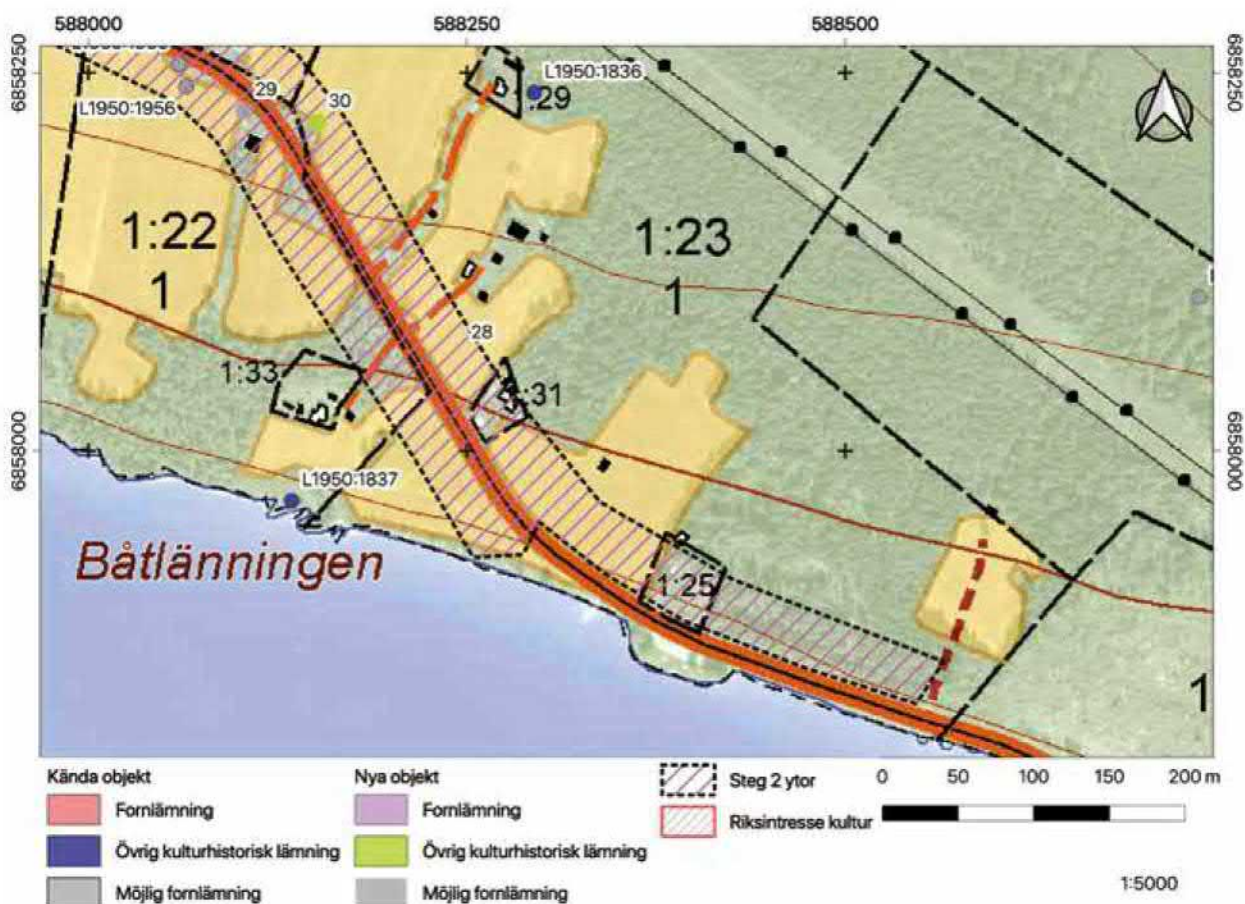 588000 588250 588500
6858250
6858250
L1950:1836
:29
29
30
L1950:1956
1:22
1
1:23
1
28
1:33
1:31
6858000
6858000
L1950:1837
Båtlänningen
1:25
1
Kända objekt
Fornlämning
Övrig kulturhistorisk lämning
Möjlig fornlämning
Nya objekt
Fornlämning
Övrig kulturhistorisk lämning
Möjlig fornlämning
Steg 2 ytor
Riksintresse kultur
0 50 100 150 200 m
1:5000